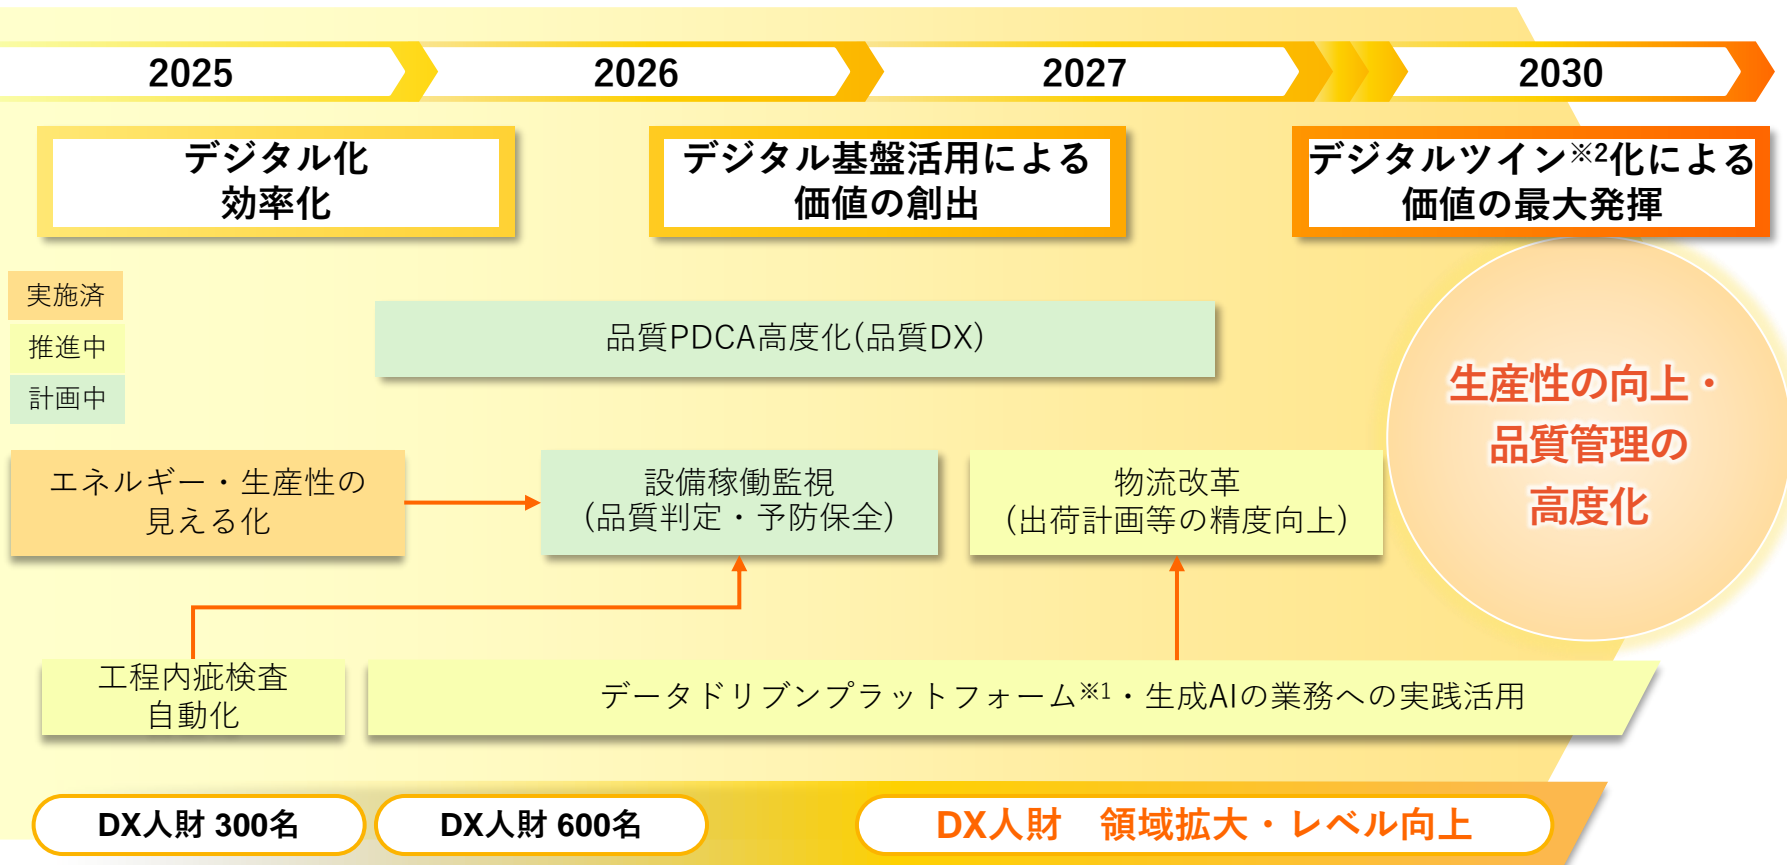 2025
2026
2027
2030
デジタル化
効率化
デジタル基盤活用による
価値の創出
デジタルツイン※2化による
価値の最大発揮
実施済
推進中
計画中
品質PDCA高度化(品質DX)
エネルギー・生産性の
見える化
設備稼働監視
(品質判定・予防保全)
物流改革
(出荷計画等の精度向上)
生産性の向上・
品質管理の
高度化
工程内疵検査
自動化
データドリブンプラットフォーム※1・生成AIの業務への実践活用
DX人財 300名
DX人財 600名
DX人財　領域拡大・レベル向上